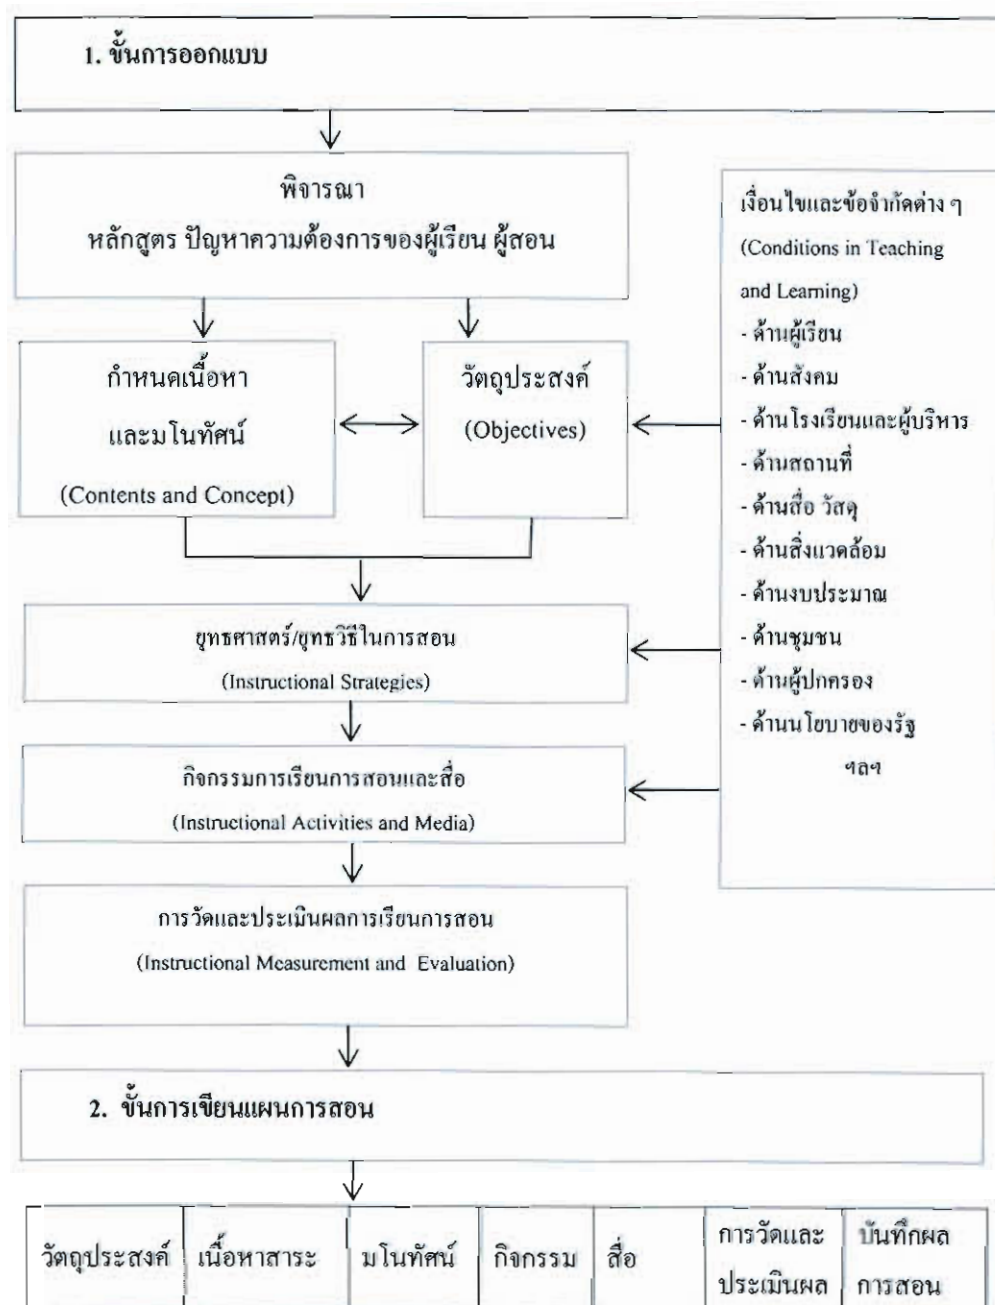 1. ขั้นการออกแบบ
พิจารณา
หลักสูตร ปัญหาความต้องการของผู้เรียน ผู้สอน
กำหนดเนื้อหา
และมโนทัศน์
(Contents and Concept)
วัตถุประสงค์
(Objectives)
เงื่อนไขและข้อจำกัดต่าง ๆ
(Conditions in Teaching
and Learning)
- ด้านผู้เรียน
- ด้านสังคม
- ด้านโรงเรียนและผู้บริหาร
- ด้านสถานที่
- ด้านสื่อ วัสดุ
- ด้านสิ่งแวดล้อม
- ด้านงบประมาณ
- ด้านชุมชน
- ด้านผู้ปกครอง
- ด้านนโยบายของรัฐ
ฯลฯ
ยุทธศาสตร์/ยุทธวิธีในการสอน
(Instructional Strategies)
กิจกรรมการเรียนการสอนและสื่อ
(Instructional Activities and Media)
การวัดและประเมินผลการเรียนการสอน
(Instructional Measurement and Evaluation)
2. ขั้นการเขียนแผนการสอน
วัตถุประสงค์
เนื้อหาสาระ
มโนทัศน์
กิจกรรม
สื่อ
การวัดและ
ประเมินผล
บันทึกผล
การสอน